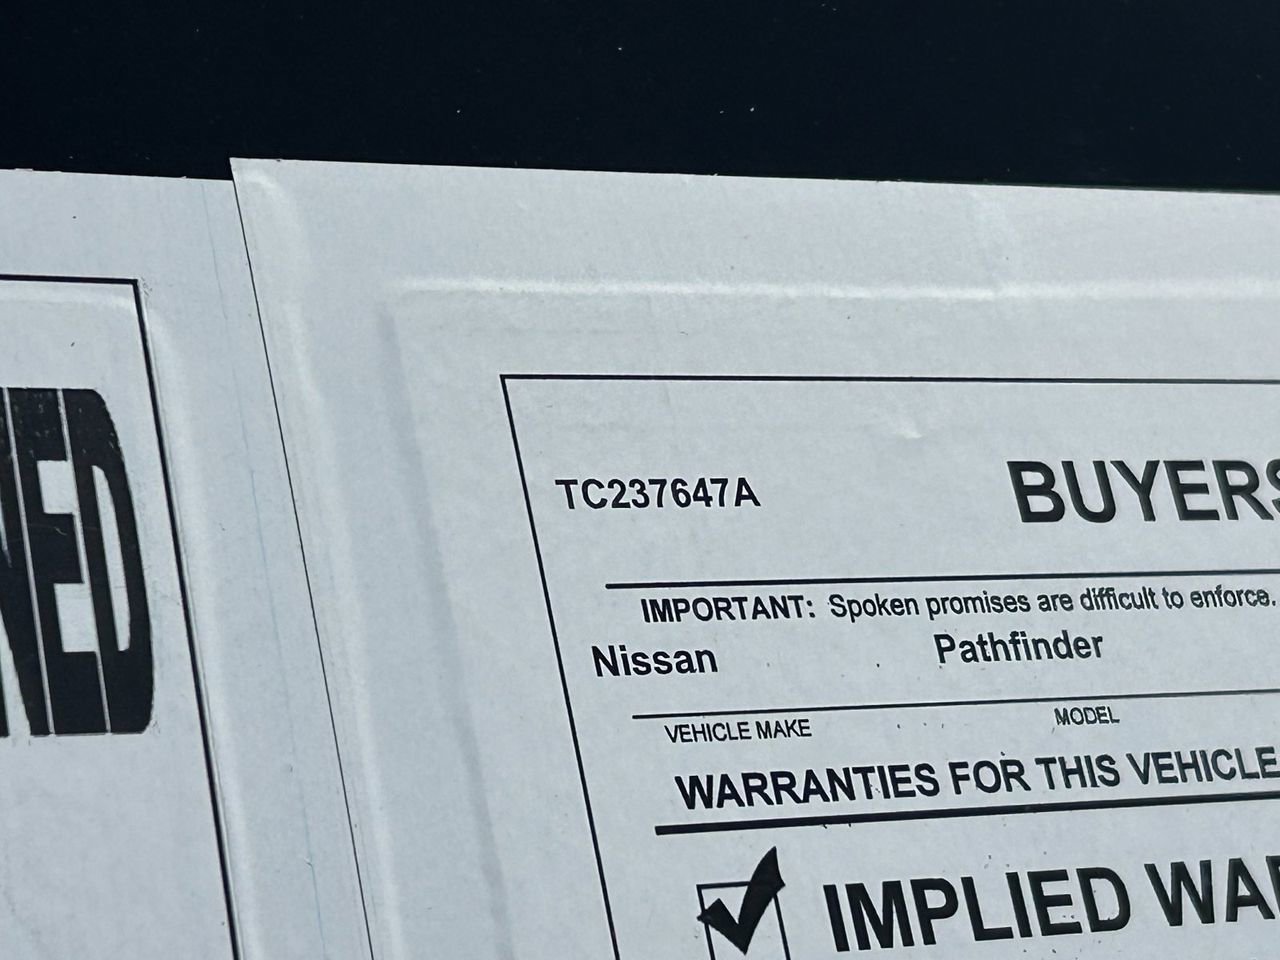 TC237647A
BUYERS
IMPORTANT: Spoken promises are difficult to enforce.
Nissan Pathfinder
VEHICLE MAKE MODEL
WARRANTIES FOR THIS VEHICLE
IMPLIED WAR
NED